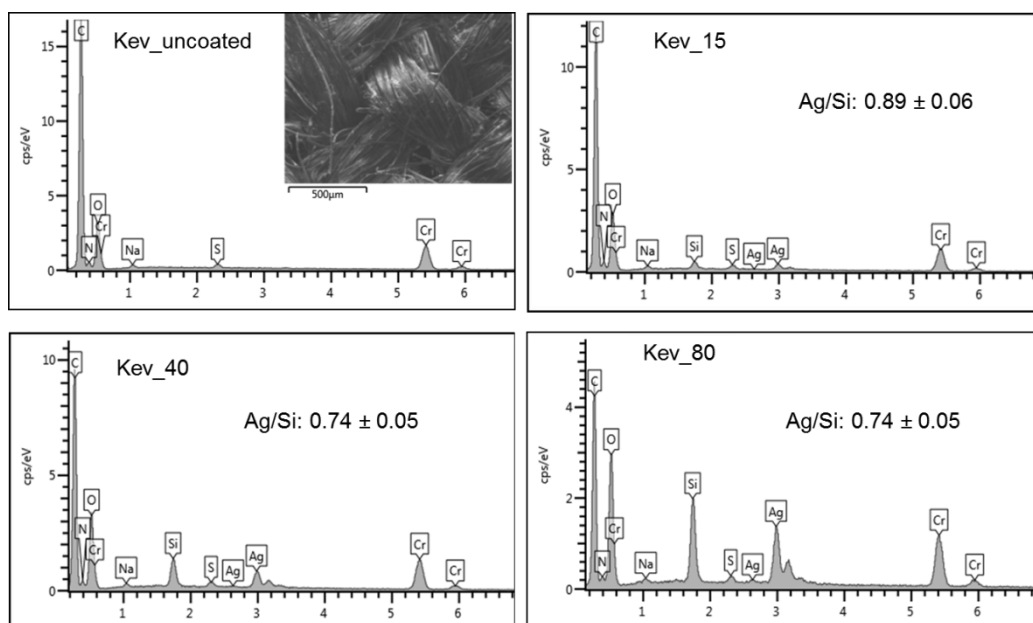 Kev_uncoated
cps/eV
15
10
5
0
C
O
Cr
N
Na
S
Cr
Cr
1 2 3 4 5 6
500µm
Kev_15
Ag/Si: 0.89 ± 0.06
cps/eV
10
5
0
C
O
N
Cr
Na
Si
S
Ag
Ag
Cr
Cr
1 2 3 4 5 6
Kev_40
Ag/Si: 0.74 ± 0.05
cps/eV
10
5
0
C
O
N
Cr
Na
Si
S
Ag
Ag
Cr
Cr
1 2 3 4 5 6
Kev_80
Ag/Si: 0.74 ± 0.05
cps/eV
4
2
0
C
O
Cr
N
Na
Si
S
Ag
Ag
Cr
Cr
1 2 3 4 5 6